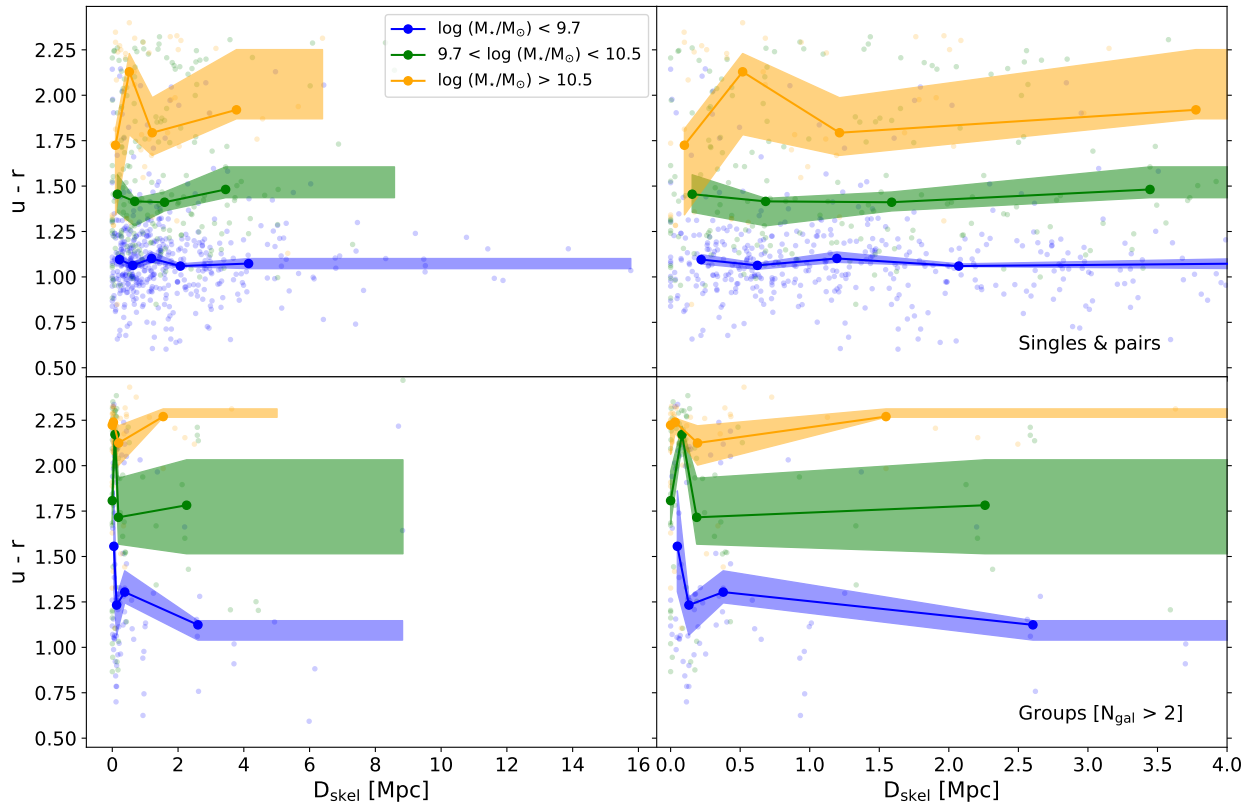 log (M⋆/M⊙) < 9.7
9.7 < log (M⋆/M⊙) < 10.5
log (M⋆/M⊙) > 10.5
2.25
2.00
1.75
1.50
1.25
1.00
0.75
0.50
u - r
Singles & pairs
2.25
2.00
1.75
1.50
1.25
1.00
0.75
0.50
u - r
Groups [N_gal > 2]
0 2 4 6 8 10 12 14 16
0.0 0.5 1.0 1.5 2.0 2.5 3.0 3.5 4.0
D_skel [Mpc]
D_skel [Mpc]